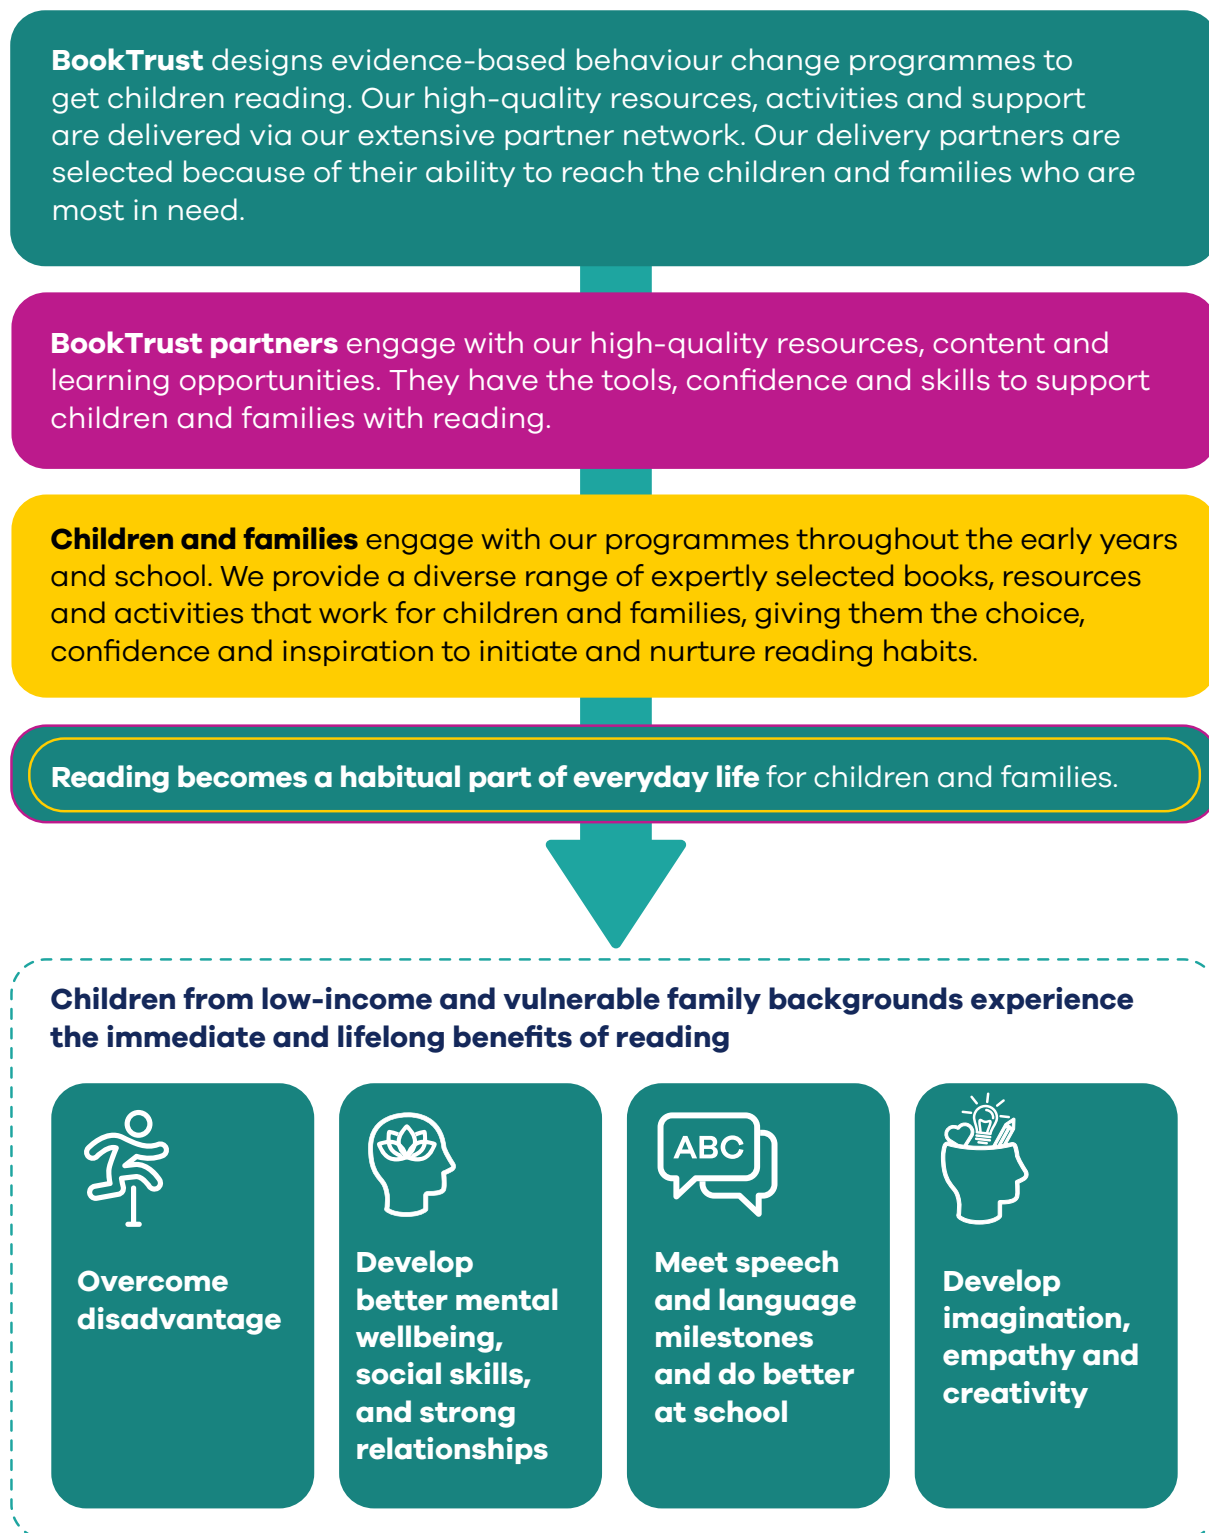 BookTrust designs evidence-based behaviour change programmes to
get children reading. Our high-quality resources, activities and support
are delivered via our extensive partner network. Our delivery partners are
selected because of their ability to reach the children and families who are
most in need.
BookTrust partners engage with our high-quality resources, content and
learning opportunities. They have the tools, confidence and skills to support
children and families with reading.
Children and families engage with our programmes throughout the early years
and school. We provide a diverse range of expertly selected books, resources
and activities that work for children and families, giving them the choice,
confidence and inspiration to initiate and nurture reading habits.
Reading becomes a habitual part of everyday life for children and families.
Children from low-income and vulnerable family backgrounds experience
the immediate and lifelong benefits of reading
Overcome
disadvantage
Develop
better mental
wellbeing,
social skills,
and strong
relationships
ABC
Meet speech
and language
milestones
and do better
at school
Develop
imagination,
empathy and
creativity